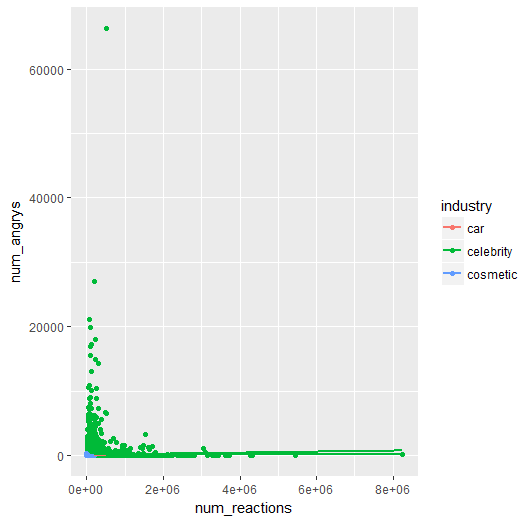 60000
40000
20000
0
num_angrys
0e+00 2e+06 4e+06 6e+06 8e+06
num_reactions
industry
car
celebrity
cosmetic